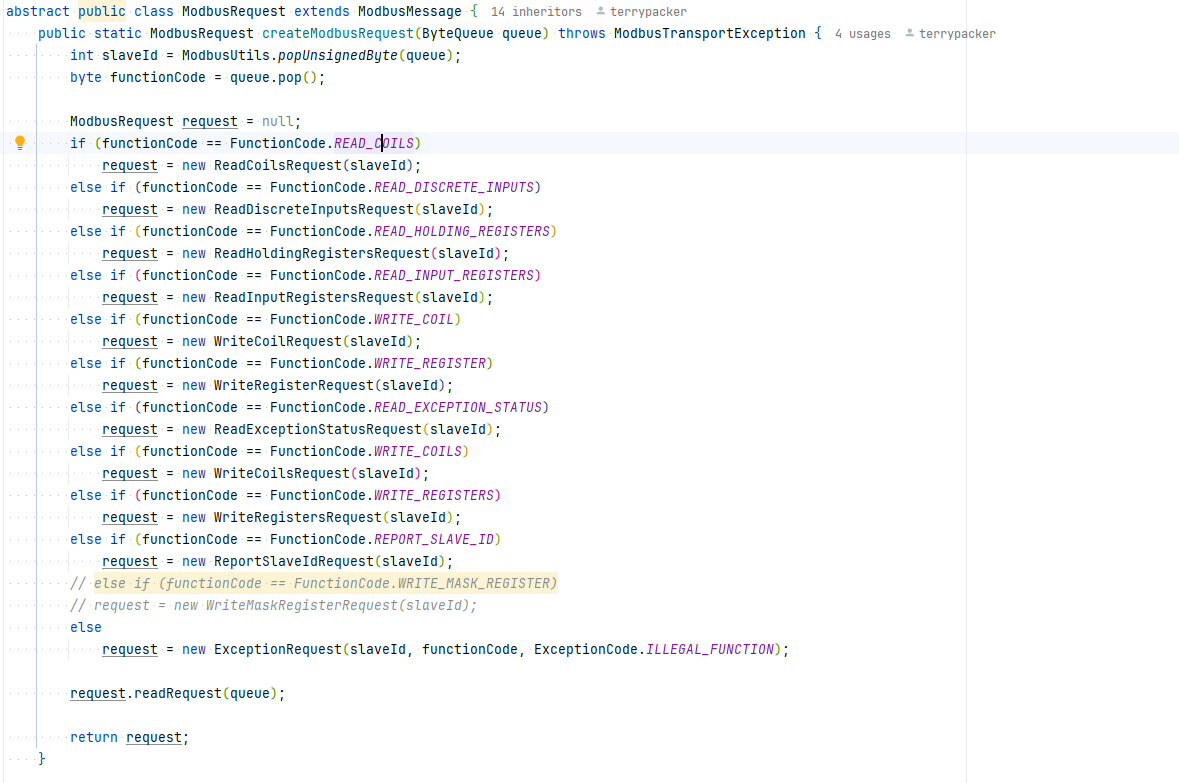 abstract public class ModbusRequest extends ModbusMessage { 14 inheritors terrypacker
public static ModbusRequest createModbusRequest(ByteQueue queue) throws ModbusTransportException { 4 usages terrypacker
int slaveId = ModbusUtils.popUnsignedByte(queue);
byte functionCode = queue.pop();
ModbusRequest request = null;
if (functionCode == FunctionCode.READ_COILS)
request = new ReadCoilsRequest(slaveId);
else if (functionCode == FunctionCode.READ_DISCRETE_INPUTS)
request = new ReadDiscreteInputsRequest(slaveId);
else if (functionCode == FunctionCode.READ_HOLDING_REGISTERS)
request = new ReadHoldingRegistersRequest(slaveId);
else if (functionCode == FunctionCode.READ_INPUT_REGISTERS)
request = new ReadInputRegistersRequest(slaveId);
else if (functionCode == FunctionCode.WRITE_COIL)
request = new WriteCoilRequest(slaveId);
else if (functionCode == FunctionCode.WRITE_REGISTER)
request = new WriteRegisterRequest(slaveId);
else if (functionCode == FunctionCode.READ_EXCEPTION_STATUS)
request = new ReadExceptionStatusRequest(slaveId);
else if (functionCode == FunctionCode.WRITE_COILS)
request = new WriteCoilsRequest(slaveId);
else if (functionCode == FunctionCode.WRITE_REGISTERS)
request = new WriteRegistersRequest(slaveId);
else if (functionCode == FunctionCode.REPORT_SLAVE_ID)
request = new ReportSlaveIdRequest(slaveId);
// else if (functionCode == FunctionCode.WRITE_MASK_REGISTER)
// request = new WriteMaskRegisterRequest(slaveId);
else
request = new ExceptionRequest(slaveId, functionCode, ExceptionCode.ILLEGAL_FUNCTION);
request.readRequest(queue);
return request;
}